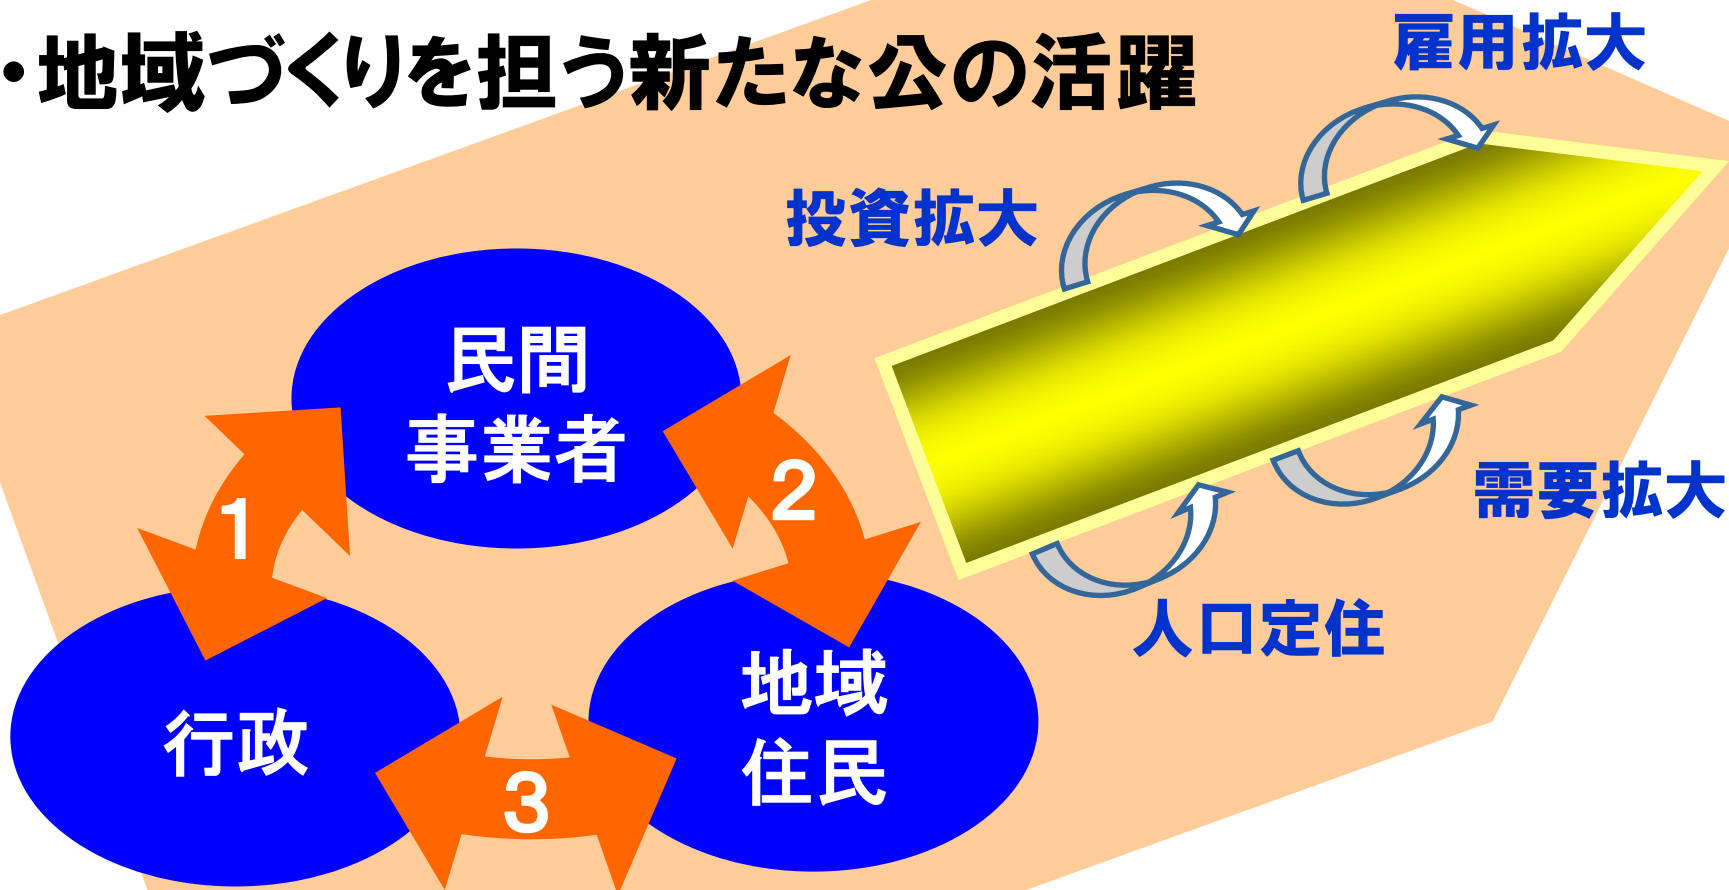 ・地域づくりを担う新たな公の活躍
雇用拡大
投資拡大
民間
事業者
1
2
需要拡大
人口定住
地域
住民
行政
3